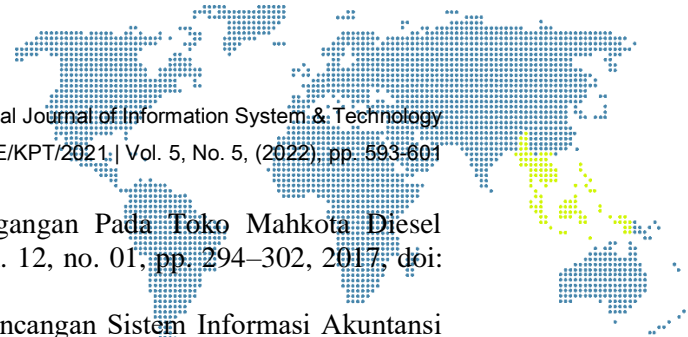 al Journal of Information System & Technology
E/KPT/2021 | Vol. 5, No. 5, (2022), pp. 593-601
gangan Pada Toko Mahkota Diesel
. 12, no. 01, pp. 294–302, 2017, doi:
ncangan Sistem Informasi Akuntansi